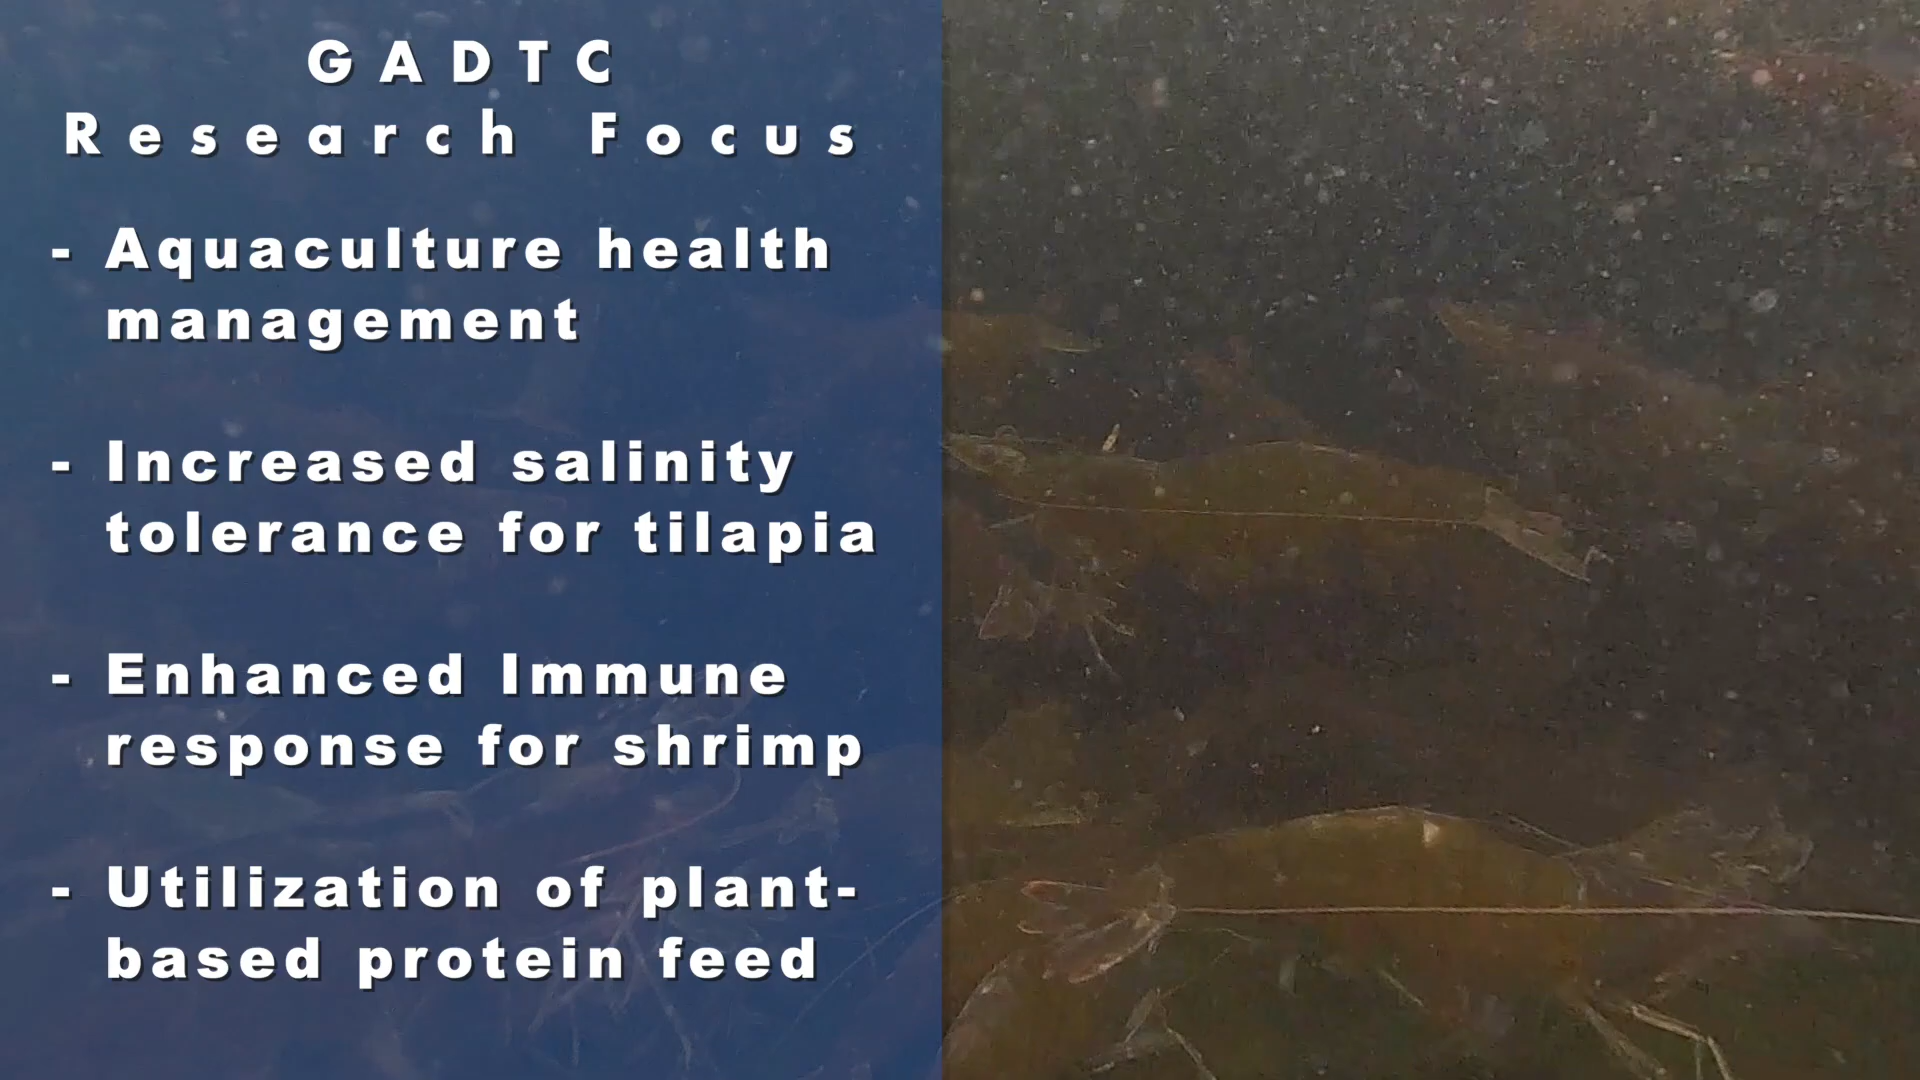 GADTC
Research Focus
- Aquaculture health
management
- Increased salinity
tolerance for tilapia
- Enhanced Immune
response for shrimp
- Utilization of plant-
based protein feed